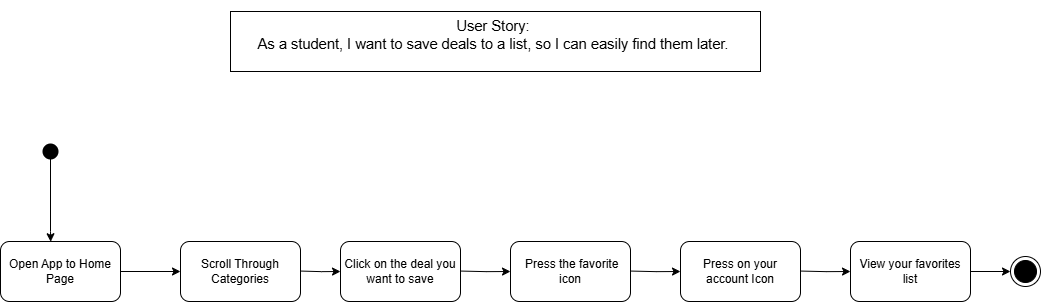 User Story:
As a student, I want to save deals to a list, so I can easily find them later.
Open App to Home
Page
Scroll Through
Categories
Click on the deal you
want to save
Press the favorite
icon
Press on your
account Icon
View your favorites
list